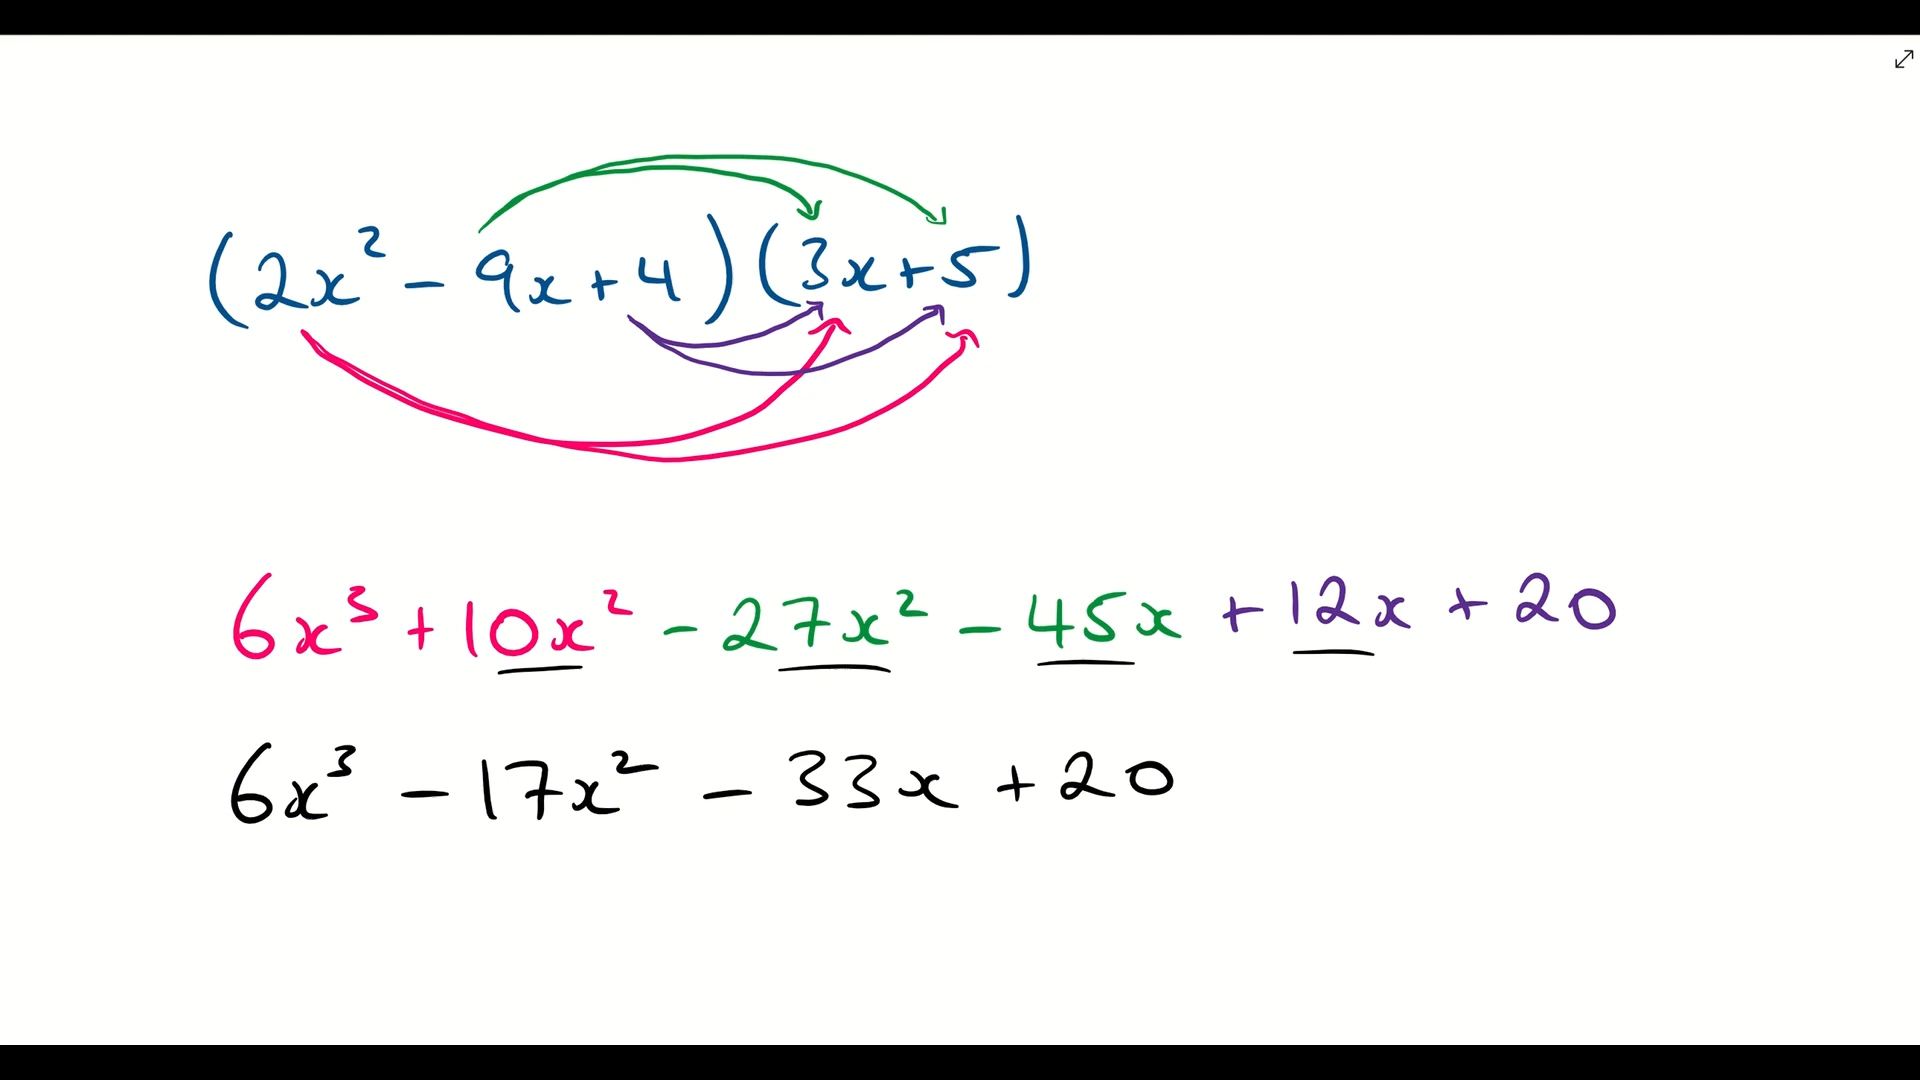 (2x² - 9x + 4)(3x + 5)
6x³ + 10x² - 27x² - 45x + 12x + 20
6x³ - 17x² - 33x + 20